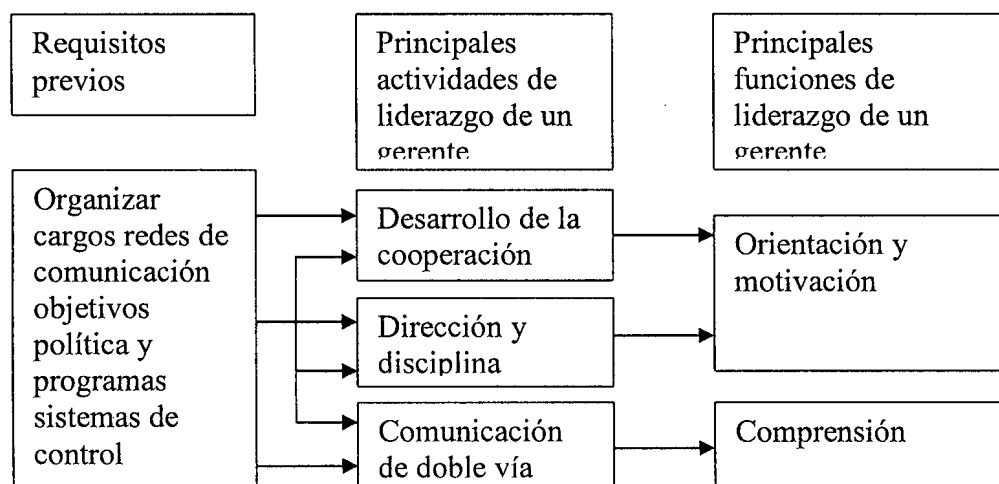 Requisitos
previos
Principales
actividades de
liderazgo de un
gerente
Principales
funciones de
liderazgo de un
gerente
Organizar
cargos redes de
comunicación
objetivos
política y
programas
sistemas de
control
Desarrollo de la
cooperación
Dirección y
disciplina
Comunicación
de doble vía
Orientación y
motivación
Comprensión